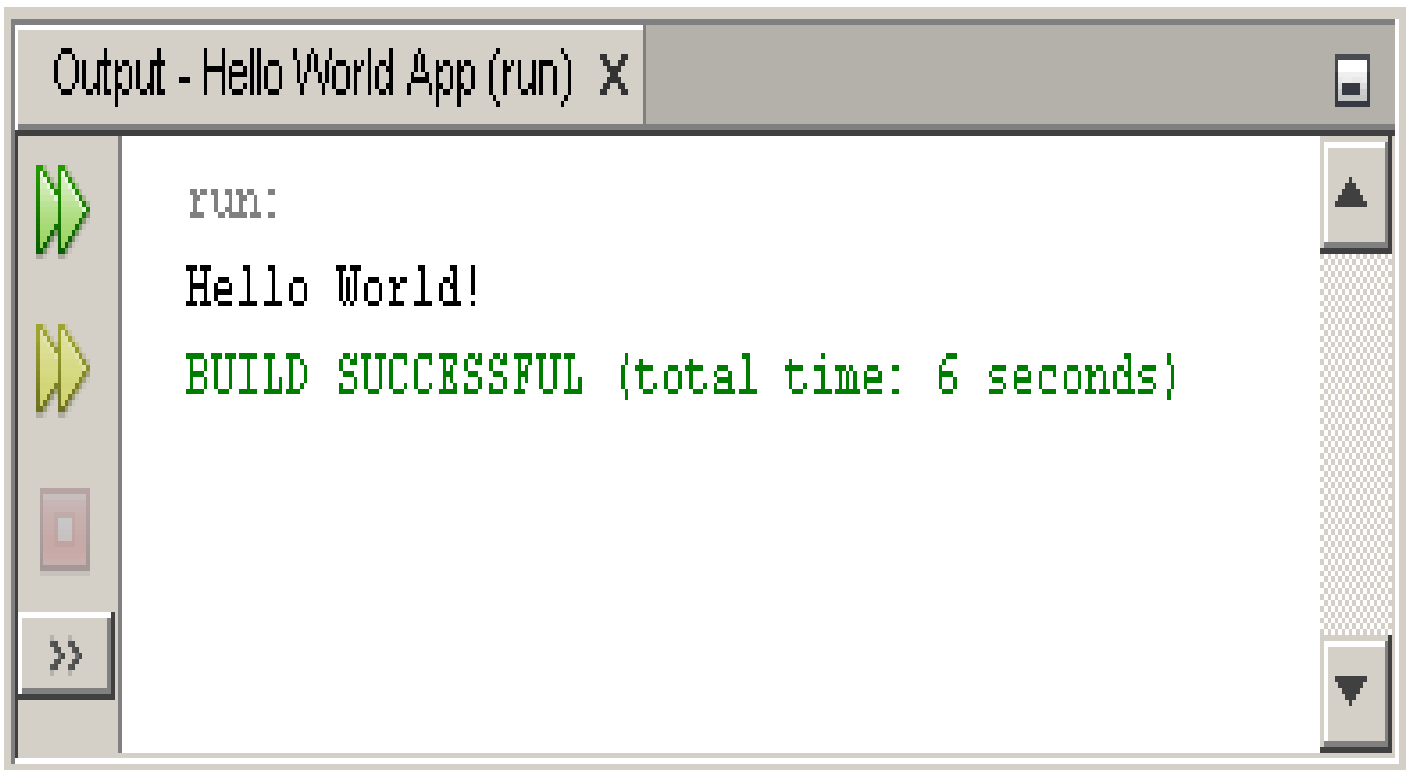 Output - Hello World App (run) X
run:
Hello World!
BUILD SUCCESSFUL (total time: 6 seconds)